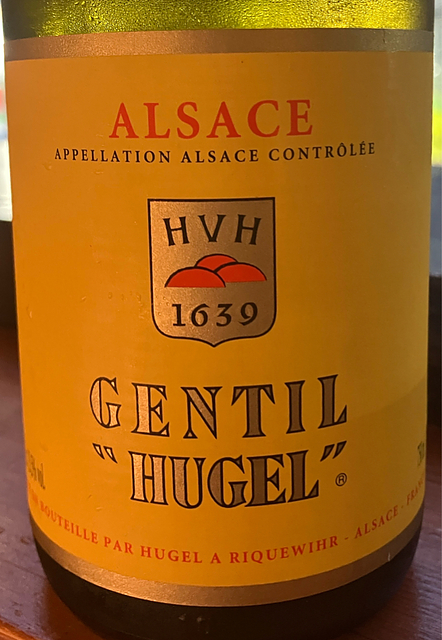 ALSACE
APPELLATION ALSACE CONTRÔLÉE
HVH
1639
GENTIL
"HUGEL" ®
BOUTEILLE PAR HUGEL A RIQUEWIHR - ALSACE -